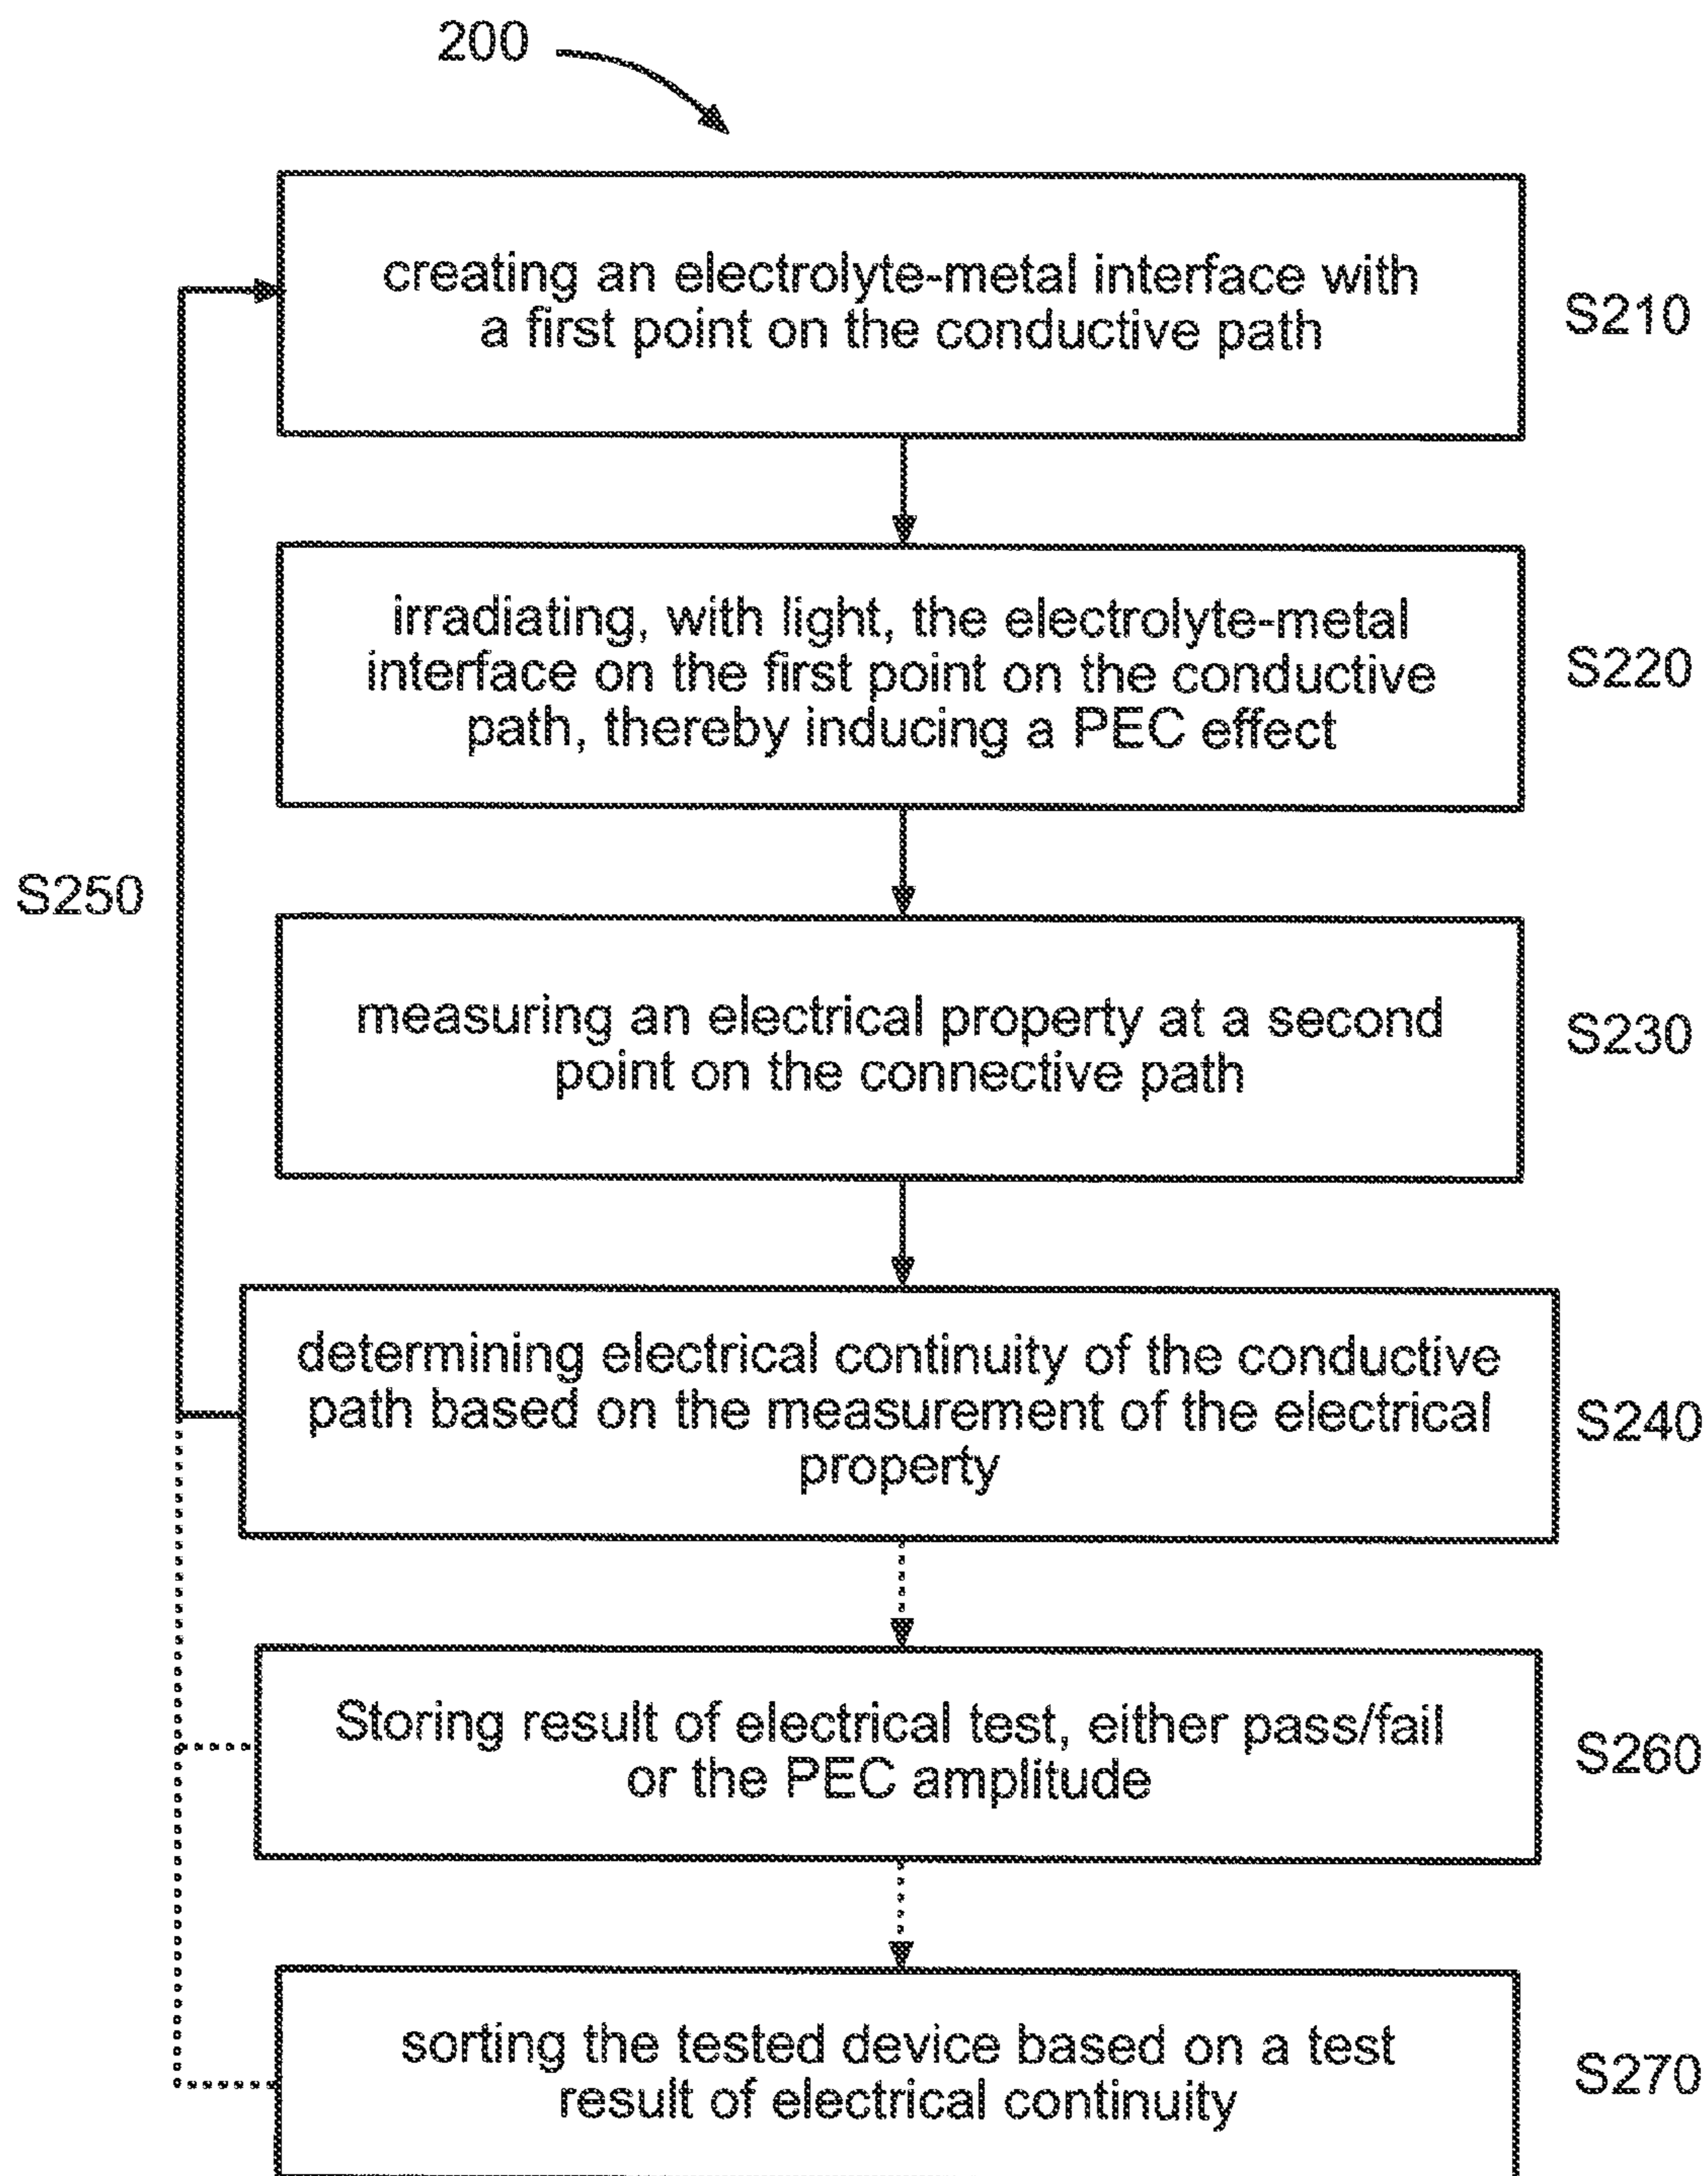 200
creating an electrolyte-metal interface with
a first point on the conductive path
S210
irradiating, with light, the electrolyte-metal
interface on the first point on the conductive
path, thereby inducing a PEC effect
S220
S250
measuring an electrical property at a second
point on the connective path
S230
determining electrical continuity of the conductive
path based on the measurement of the electrical
property
S240
Storing result of electrical test, either pass/fail
or the PEC amplitude
S260
sorting the tested device based on a test
result of electrical continuity
S270